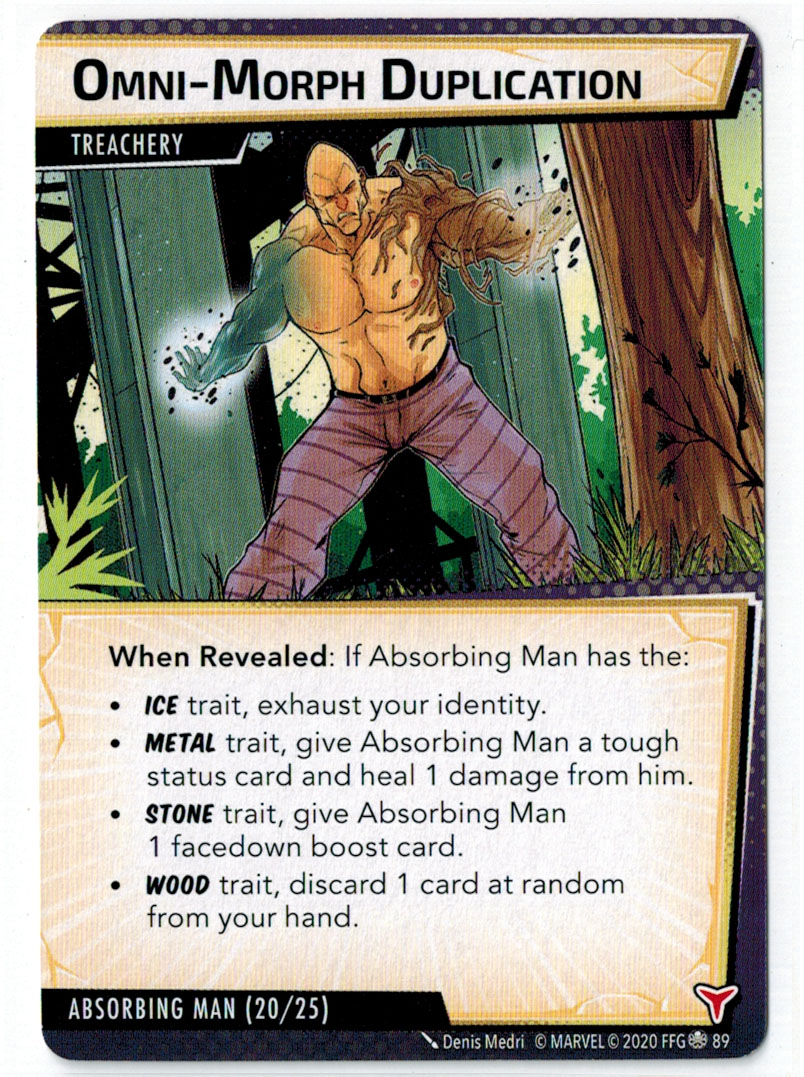 OMNI-MORPH DUPLICATION
TREACHERY
When Revealed: If Absorbing Man has the:
• ICE trait, exhaust your identity.
• METAL trait, give Absorbing Man a tough
status card and heal 1 damage from him.
• STONE trait, give Absorbing Man
1 facedown boost card.
• WOOD trait, discard 1 card at random
from your hand.
ABSORBING MAN (20/25)
Denis Medri © MARVEL © 2020 FFG 89